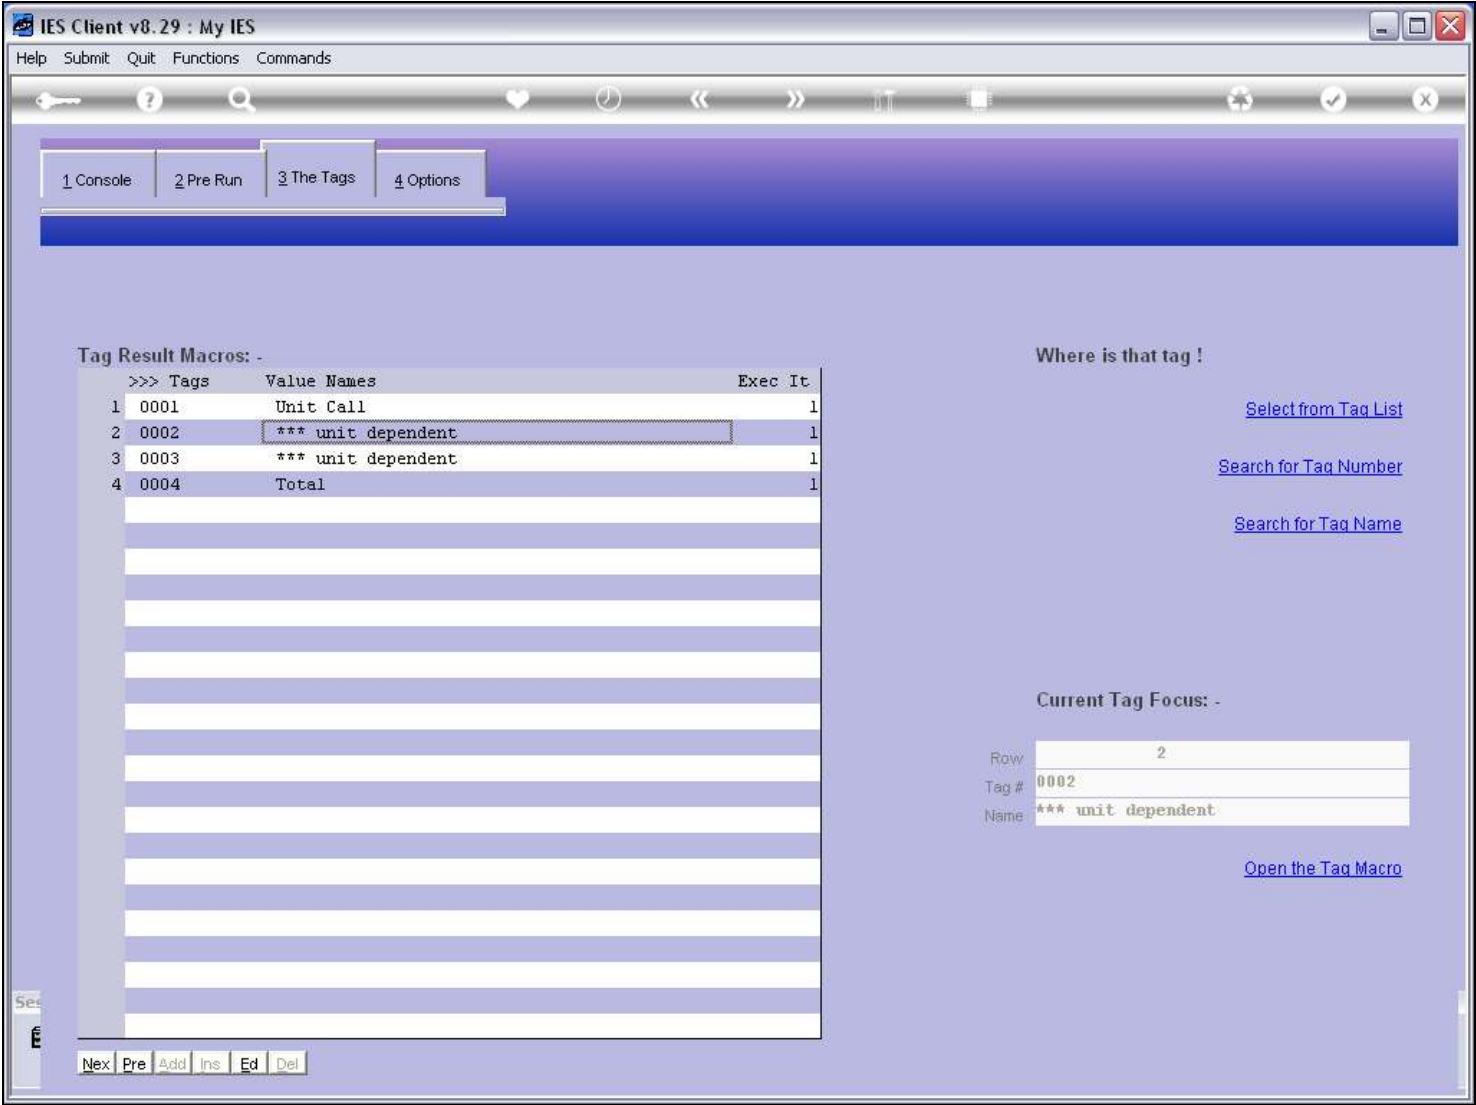 IES Client v8.29 : My IES
Help Submit Quit Functions Commands
1 Console 2 Pre Run 3 The Tags 4 Options
Tag Result Macros: -
Where is that tag !
>>> Tags Value Names Exec It
1 0001 Unit Call 1
2 0002 *** unit dependent 1
3 0003 *** unit dependent 1
4 0004 Total 1
Select from Tag List
Search for Tag Number
Search for Tag Name
Current Tag Focus: -
Row 2
Tag # 0002
Name *** unit dependent
Open the Tag Macro
Ses
Nex Pre Add Ins Ed Del